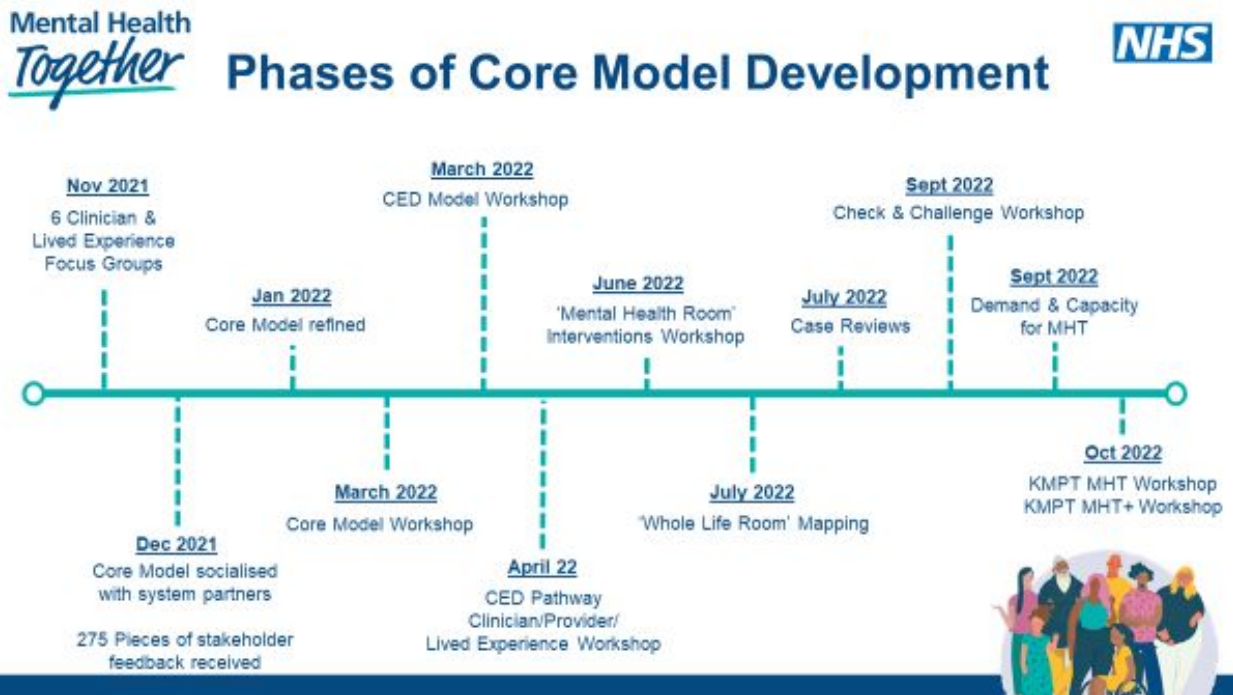 Mental Health
Together
NHS
Phases of Core Model Development
Nov 2021
6 Clinician &
Lived Experience
Focus Groups
Dec 2021
Core Model socialised
with system partners
275 Pieces of stakeholder
feedback received
Jan 2022
Core Model refined
March 2022
Core Model Workshop
March 2022
CED Model Workshop
April 22
CED Pathway
Clinician/Provider/
Lived Experience Workshop
June 2022
'Mental Health Room'
Interventions Workshop
July 2022
'Whole Life Room' Mapping
July 2022
Case Reviews
Sept 2022
Check & Challenge Workshop
Sept 2022
Demand & Capacity
for MHT
Oct 2022
KMPT MHT Workshop
KMPT MHT+ Workshop